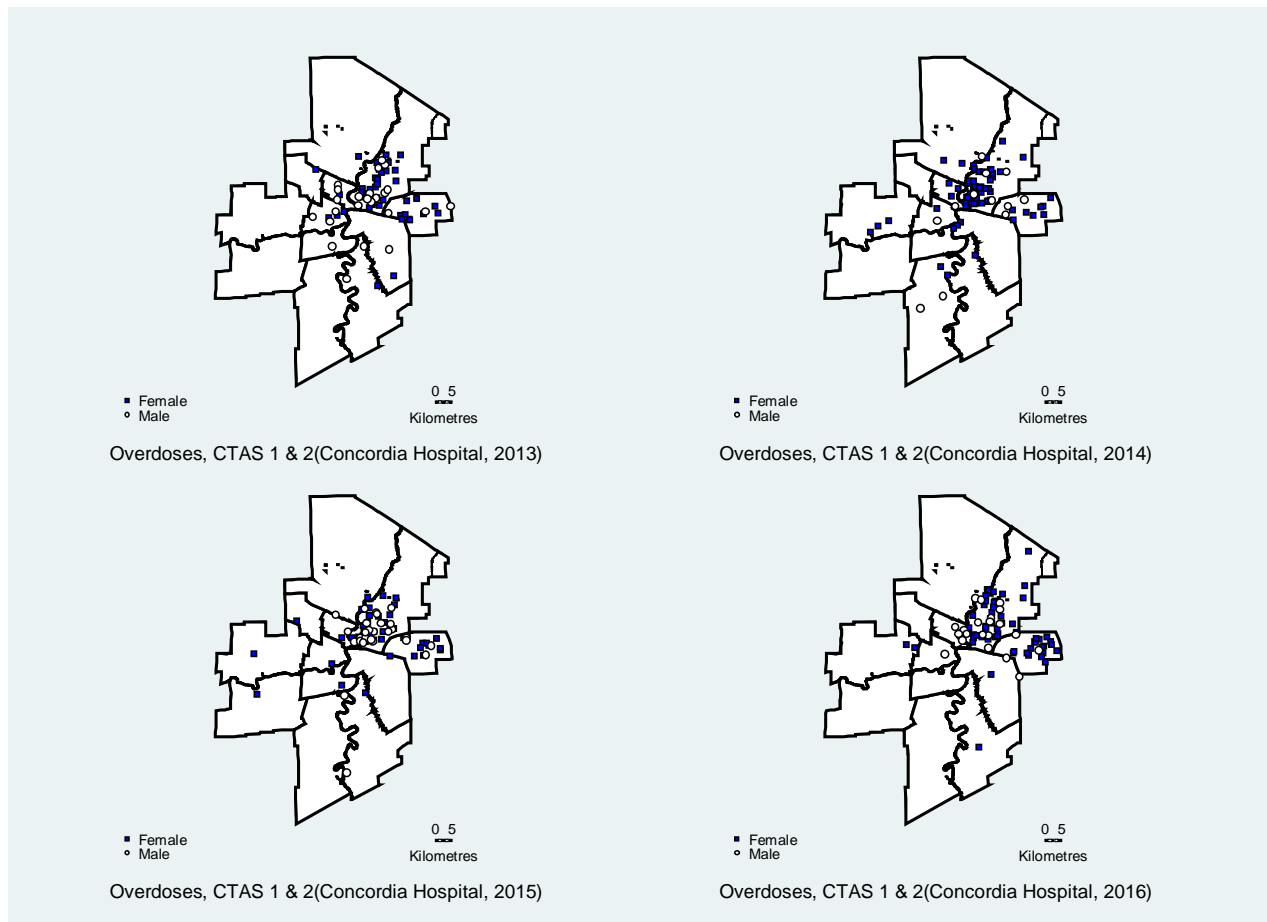 Female
Male
0 5
Kilometres
Overdoses, CTAS 1 & 2(Concordia Hospital, 2013)
Female
Male
0 5
Kilometres
Overdoses, CTAS 1 & 2(Concordia Hospital, 2014)
Female
Male
0 5
Kilometres
Overdoses, CTAS 1 & 2(Concordia Hospital, 2015)
Female
Male
0 5
Kilometres
Overdoses, CTAS 1 & 2(Concordia Hospital, 2016)